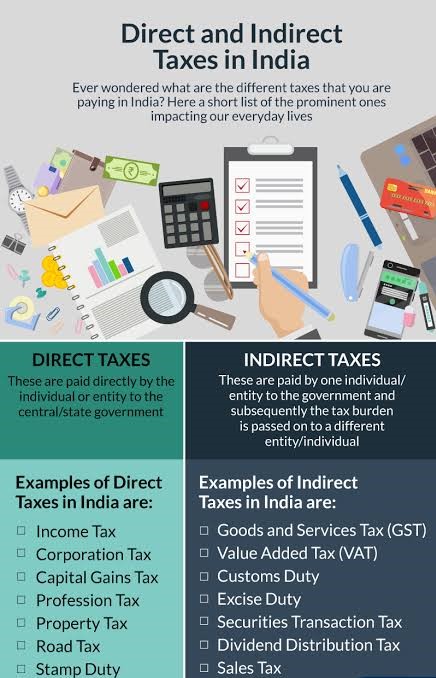 Direct and Indirect
Taxes in India
Ever wondered what are the different taxes that you are
paying in India? Here a short list of the prominent ones
impacting our everyday lives
DIRECT TAXES
These are paid directly by the
individual or entity to the
central/state government
INDIRECT TAXES
These are paid by one individual/
entity to the government and
subsequently the tax burden
is passed on to a different
entity/individual
Examples of Direct
Taxes in India are:
Income Tax
Corporation Tax
Capital Gains Tax
Profession Tax
Property Tax
Road Tax
Stamp Duty
Examples of Indirect
Taxes in India are:
Goods and Services Tax (GST)
Value Added Tax (VAT)
Customs Duty
Excise Duty
Securities Transaction Tax
Dividend Distribution Tax
Sales Tax